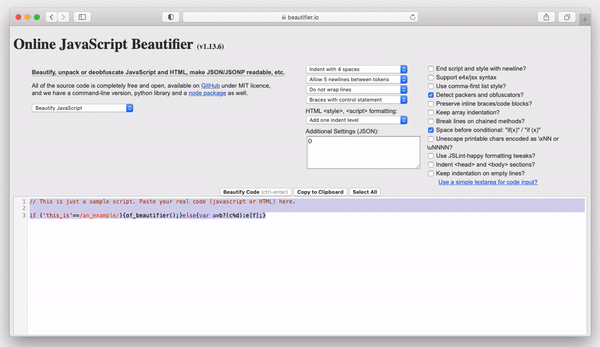 beautifier.io
Online JavaScript Beautifier (v1.13.6)
Beautify, unpack or deobfuscate JavaScript and HTML, make JSON/JSONP readable, etc.
All of the source code is completely free and open, available on GitHub under MIT licence,
and we have a command-line version, python library and a node package as well.
Beautify JavaScript
Indent with 4 spaces
Allow 5 newlines between tokens
Do not wrap lines
Braces with control statement
HTML <style>, <script> formatting:
Add one indent level
Additional Settings (JSON):
{}
End script and style with newline?
Support e4x/jsx syntax
Use comma-first list style?
Detect packers and obfuscators?
Preserve inline braces/code blocks?
Keep array indentation?
Break lines on chained methods?
Space before conditional: "if(x)" / "if (x)"
Unescape printable chars encoded as \xNN or
\uNNNN?
Use JSLint-happy formatting tweaks?
Indent <head> and <body> sections?
Keep indentation on empty lines?
Use a simple textarea for code input?
Beautify Code (ctrl-enter)
Copy to Clipboard
Select All
1 // This is just a sample script. Paste your real code (javascript or HTML) here.
2
3 if ('this_is'==/an_example/){of_beautifier();}else{var a=b?(c%d):e[f];}